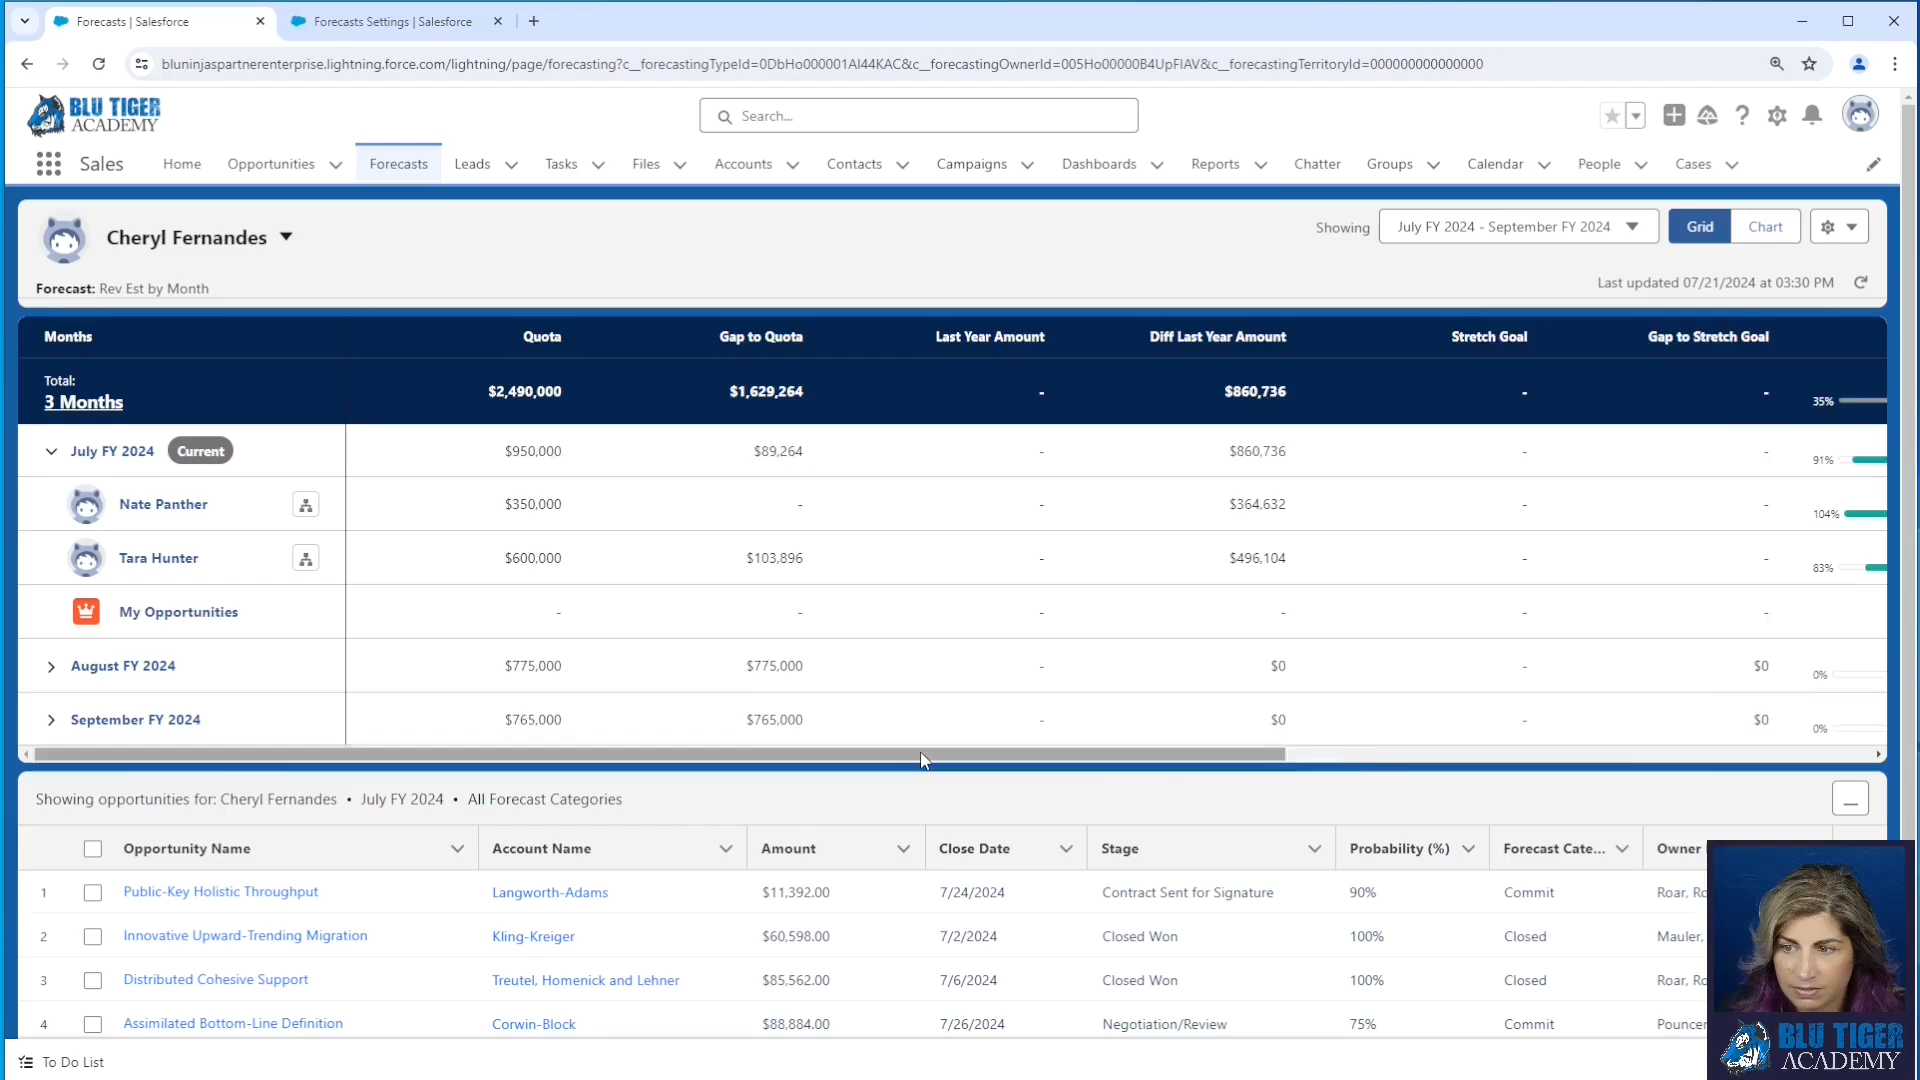 Forecasts | Salesforce
Forecasts Settings | Salesforce
bluninjaspartnerenterprise.lightning.force.com/lightning/page/forecasting?c__forecastingTypeId=0DbHo000001Al44KAC&c__forecastingOwnerId=005Ho00000B4UpFIAV&c__forecastingTerritoryId=000000000000000
BLU TIGER
ACADEMY
Search...
Sales Home Opportunities Forecasts Leads Tasks Files Accounts Contacts Campaigns Dashboards Reports Chatter Groups Calendar People Cases
Cheryl Fernandes
Showing July FY 2024 - September FY 2024 Grid Chart
Forecast: Rev Est by Month
Last updated 07/21/2024 at 03:30 PM
Months Quota Gap to Quota Last Year Amount Diff Last Year Amount Stretch Goal Gap to Stretch Goal
Total:
3 Months $2,490,000 $1,629,264 - $860,736 - - 35%
July FY 2024 Current $950,000 $89,264 - $860,736 - - 91%
Nate Panther $350,000 - - $364,632 - - 104%
Tara Hunter $600,000 $103,896 - $496,104 - - 83%
My Opportunities - - - - - -
August FY 2024 $775,000 $775,000 - $0 - $0 0%
September FY 2024 $765,000 $765,000 - $0 - $0 0%
Showing opportunities for: Cheryl Fernandes • July FY 2024 • All Forecast Categories
Opportunity Name Account Name Amount Close Date Stage Probability (%) Forecast Cate... Owner
1 Public-Key Holistic Throughput Langworth-Adams $11,392.00 7/24/2024 Contract Sent for Signature 90% Commit Roar, Ro
2 Innovative Upward-Trending Migration Kling-Kreiger $60,598.00 7/2/2024 Closed Won 100% Closed Mauler,
3 Distributed Cohesive Support Treutel, Homenick and Lehner $85,562.00 7/6/2024 Closed Won 100% Closed Roar, Ro
4 Assimilated Bottom-Line Definition Corwin-Block $88,884.00 7/26/2024 Negotiation/Review 75% Commit Pouncer
To Do List
BLU TIGER
ACADEMY